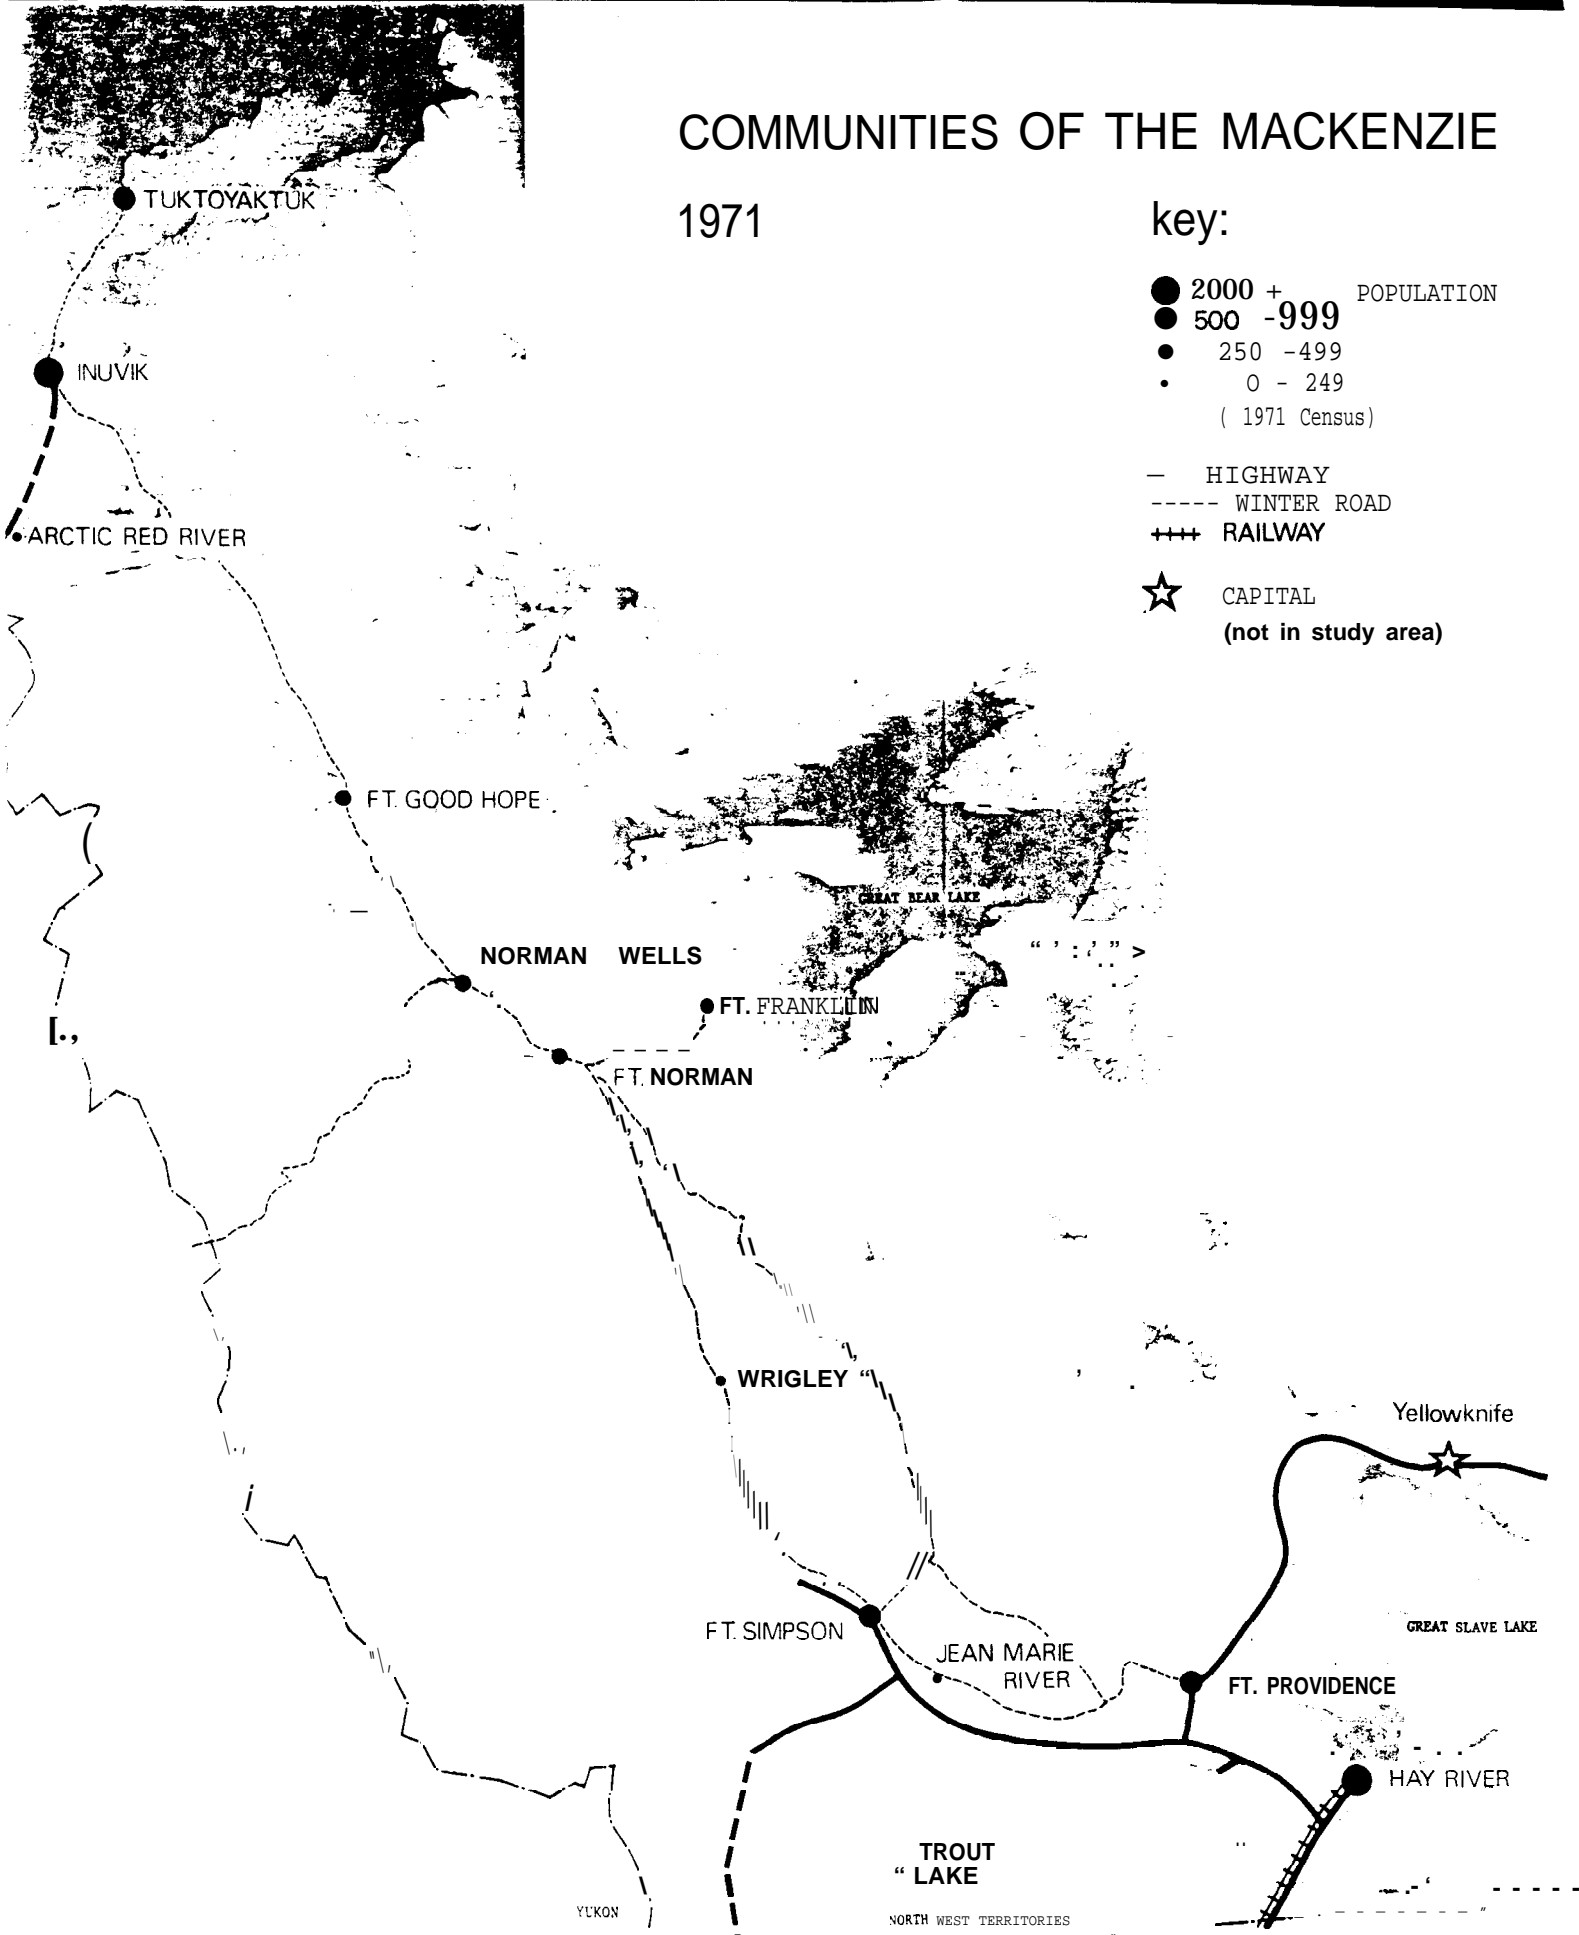 COMMUNITIES OF THE MACKENZIE
1971
key:
2000 + POPULATION
500 -999
250 -499
0 - 249
( 1971 Census)
— HIGHWAY
----- WINTER ROAD
RAILWAY
CAPITAL
(not in study area)
TUKTOYAKTUK
INUVIK
ARCTIC RED RIVER
FT. GOOD HOPE
GREAT BEAR LAKE
NORMAN WELLS
FT. FRANKLIN
FT. NORMAN
WRIGLEY
Yellowknife
FT. SIMPSON
JEAN MARIE
RIVER
GREAT SLAVE LAKE
FT. PROVIDENCE
HAY RIVER
TROUT
“ LAKE
YUKON
NORTH WEST TERRITORIES